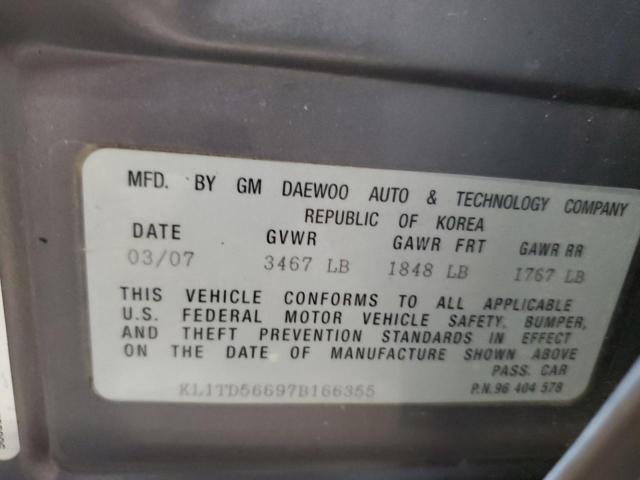 MFD. BY GM DAEWOO AUTO & TECHNOLOGY COMPANY
REPUBLIC OF KOREA
DATE GVWR GAWR FRT GAWR RR
03/07 3467 LB 1848 LB 1767 LB
THIS VEHICLE CONFORMS TO ALL APPLICABLE
U.S. FEDERAL MOTOR VEHICLE SAFETY, BUMPER,
AND THEFT PREVENTION STANDARDS IN EFFECT
ON THE DATE OF MANUFACTURE SHOWN ABOVE
PASS. CAR
KL1TD56697B166355 P.N. 96 404 578